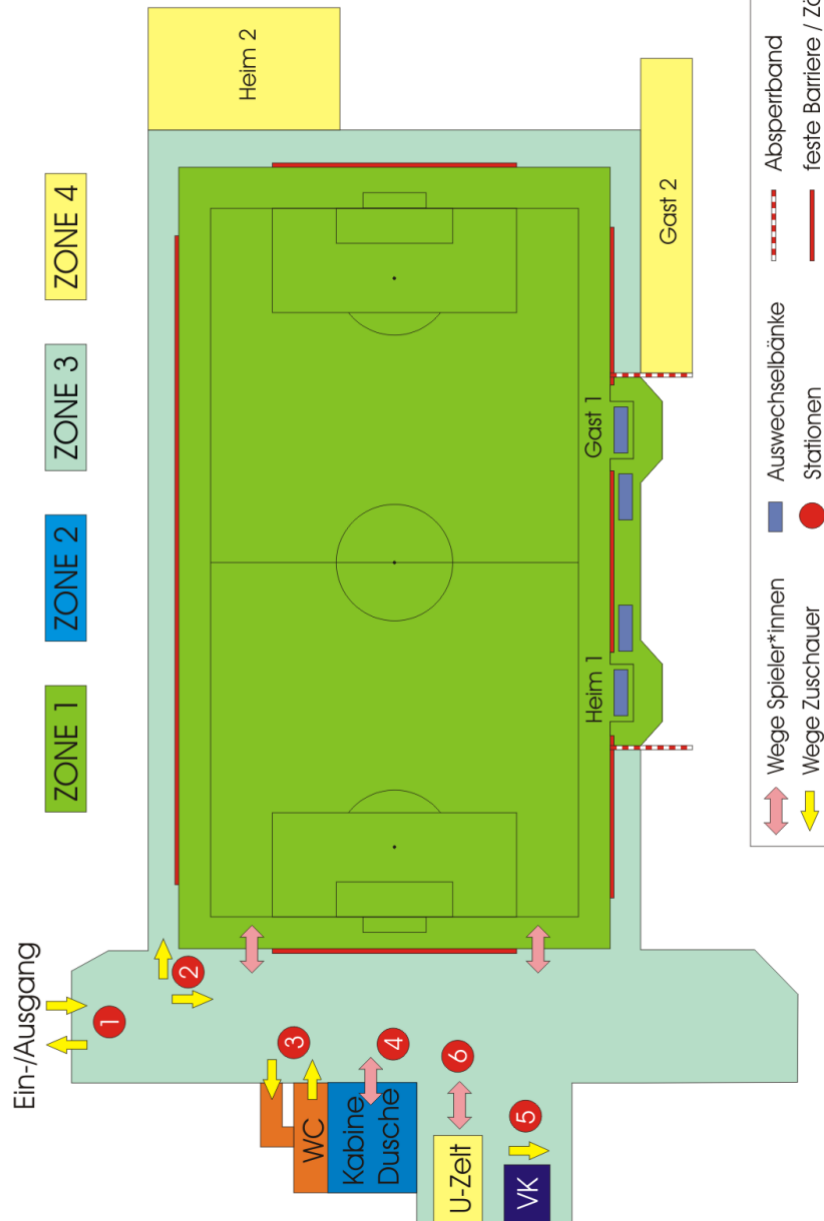 Ein-/Ausgang
ZONE 1
ZONE 2
ZONE 3
ZONE 4
1
2
3
4
6
5
WC
Kabine
Dusche
U-Zelt
VK
Heim 1
Gast 1
Heim 2
Gast 2
Wege Spieler*innen
Auswechselbänke
Absperrband
Wege Zuschauer
Stationen
feste Barriere / Zä